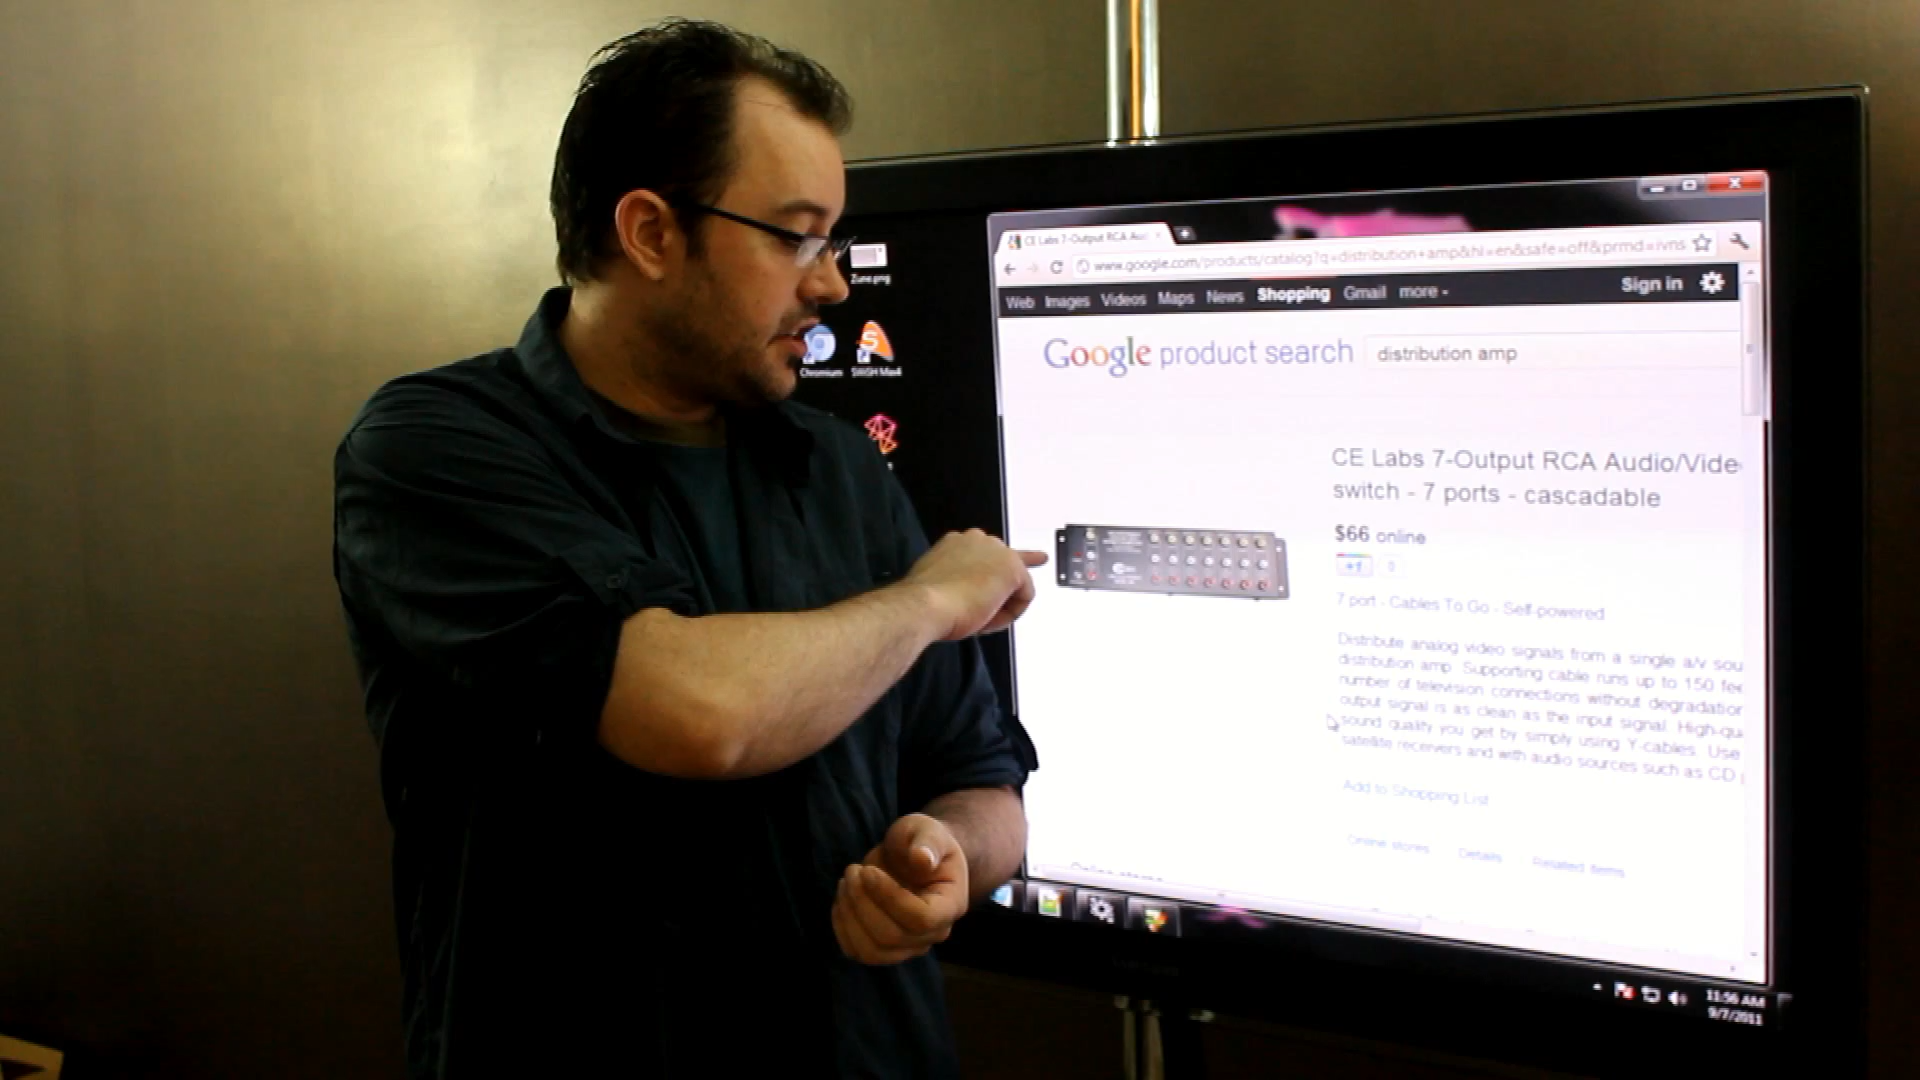 Zune.png
Chromium
SWiSH Max4
CE Labs 7-Output RCA Aud
www.google.com/products/catalog?q=distribution+amp&hl=en&safe=off&prmd=ivns
Web Images Videos Maps News Shopping Gmail more
Sign in
Google product search
distribution amp
CE Labs 7-Output RCA Audio/Vide
switch - 7 ports - cascadable
$66 online
+1 0
7 port - Cables To Go - Self-powered
Distribute analog video signals from a single a/v sou
distribution amp. Supporting cable runs up to 150 fee
number of television connections without degradation
output signal is as clean as the input signal. High-qu
sound quality you get by simply using Y-cables. Use
satellite receivers and with audio sources such as CD
Add to Shopping List
Online stores Details Related items
Online stores
SAMSUNG
11:56 AM
9/7/2011